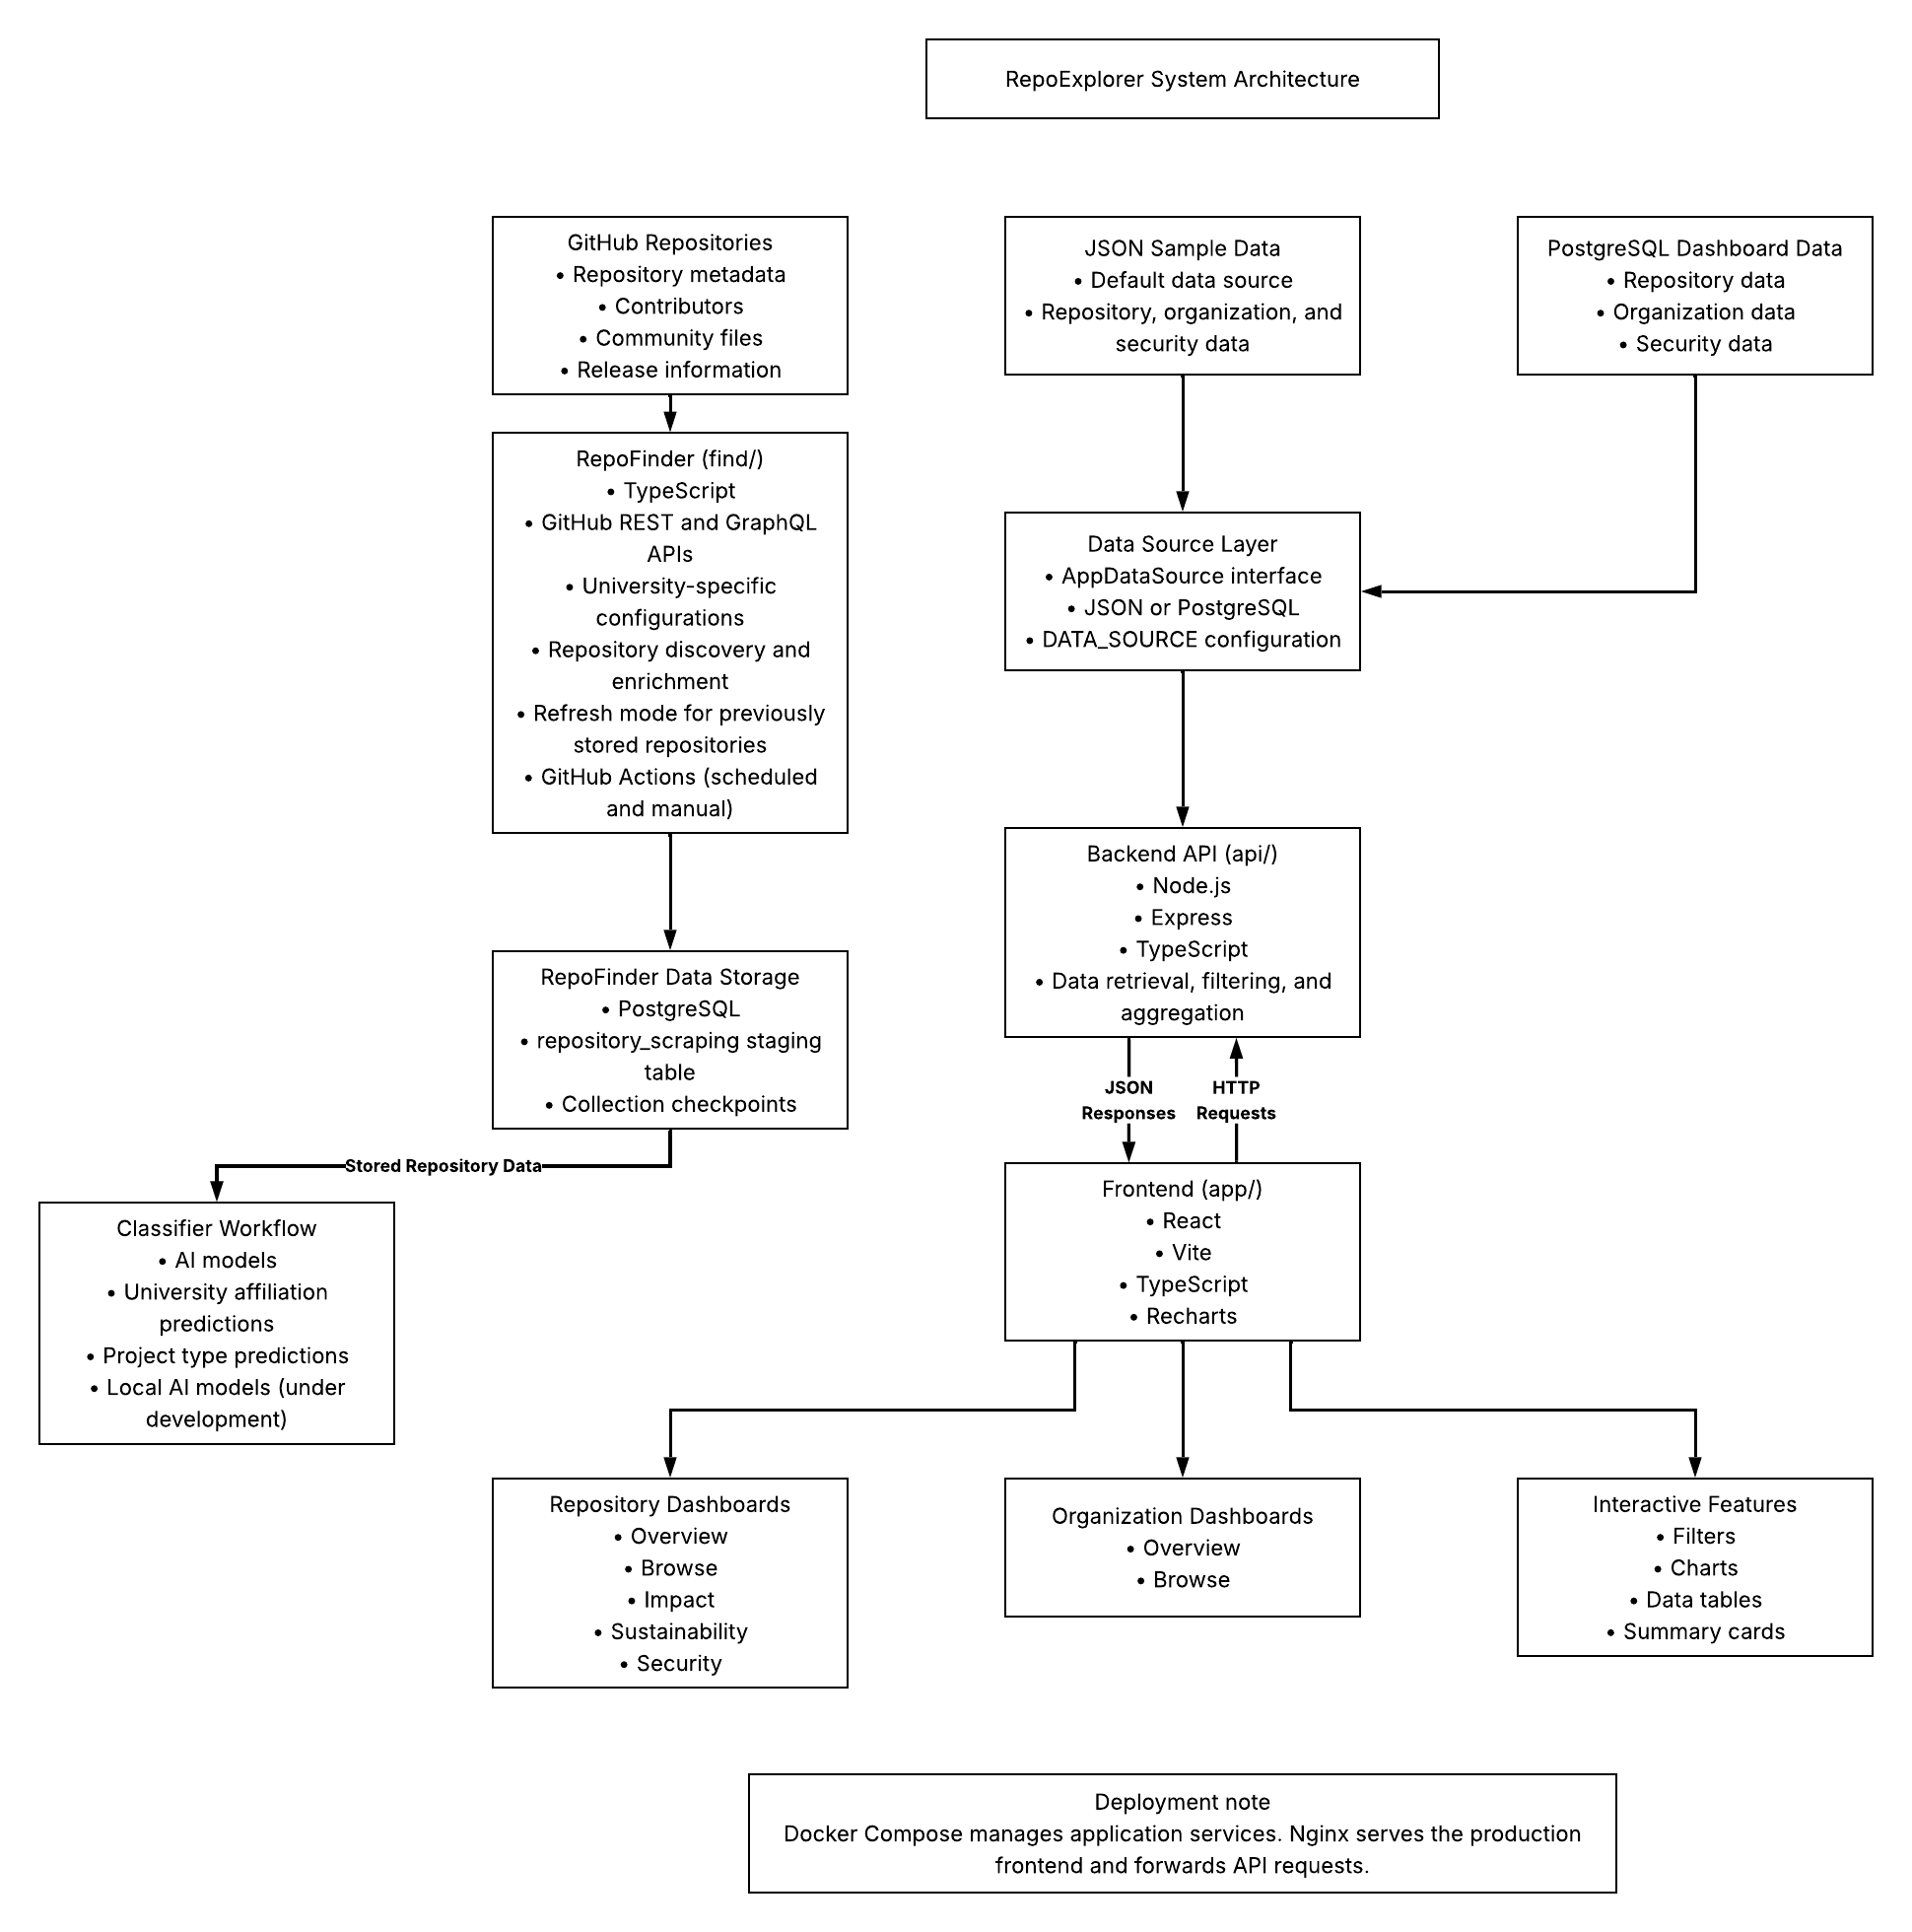 RepoExplorer System Architecture
GitHub Repositories
• Repository metadata
• Contributors
• Community files
• Release information
JSON Sample Data
• Default data source
• Repository, organization, and
security data
PostgreSQL Dashboard Data
• Repository data
• Organization data
• Security data
RepoFinder (find/)
• TypeScript
• GitHub REST and GraphQL
APIs
• University-specific
configurations
• Repository discovery and
enrichment
• Refresh mode for previously
stored repositories
• GitHub Actions (scheduled
and manual)
Data Source Layer
• AppDataSource interface
• JSON or PostgreSQL
• DATA_SOURCE configuration
Backend API (api/)
• Node.js
• Express
• TypeScript
• Data retrieval, filtering, and
aggregation
RepoFinder Data Storage
• PostgreSQL
• repository_scraping staging
table
• Collection checkpoints
JSON
Responses
HTTP
Requests
Stored Repository Data
Classifier Workflow
• AI models
• University affiliation
predictions
• Project type predictions
• Local AI models (under
development)
Frontend (app/)
• React
• Vite
• TypeScript
• Recharts
Repository Dashboards
• Overview
• Browse
• Impact
• Sustainability
• Security
Organization Dashboards
• Overview
• Browse
Interactive Features
• Filters
• Charts
• Data tables
• Summary cards
Deployment note
Docker Compose manages application services. Nginx serves the production
frontend and forwards API requests.